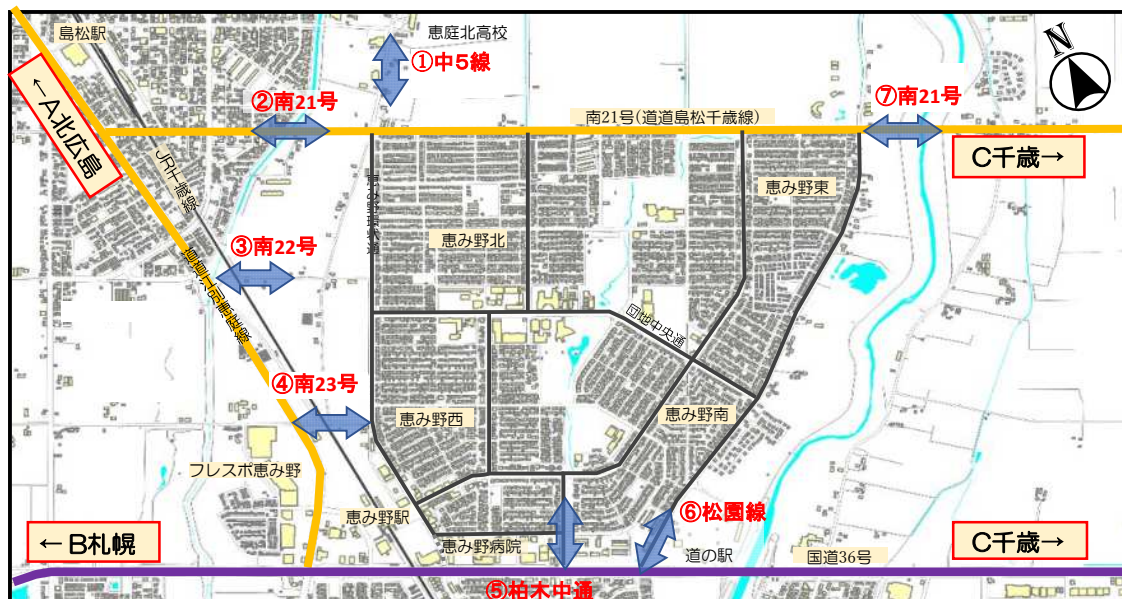 島松駅
恵庭北高校
①中5線
N
←A北広島
②南21号
南21号(道道島松千歳線)
⑦南21号
C千歳→
JR千歳線
恵み野環状通
恵み野東
恵み野北
③南22号
道道江別恵庭線
団地中央通
④南23号
恵み野西
恵み野南
フレスポ恵み野
恵み野駅
⑥松園線
←B札幌
恵み野病院
道の駅
国道36号
C千歳→
⑤柏木中通